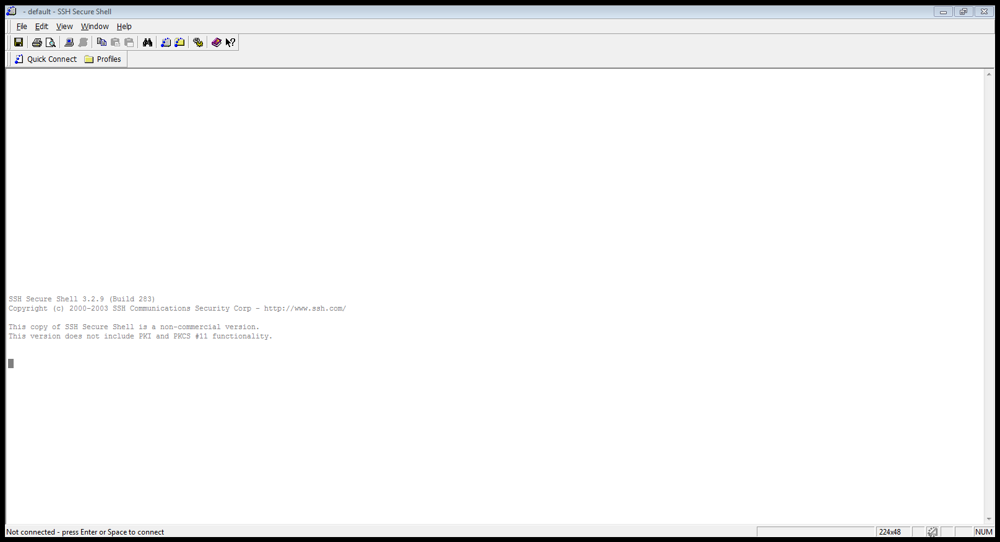 - default - SSH Secure Shell
File Edit View Window Help
Quick Connect Profiles
SSH Secure Shell 3.2.9 (Build 283)
Copyright (c) 2000-2003 SSH Communications Security Corp - http://www.ssh.com/
This copy of SSH Secure Shell is a non-commercial version.
This version does not include PKI and PKCS #11 functionality.
Not connected - press Enter or Space to connect
224x48
NUM